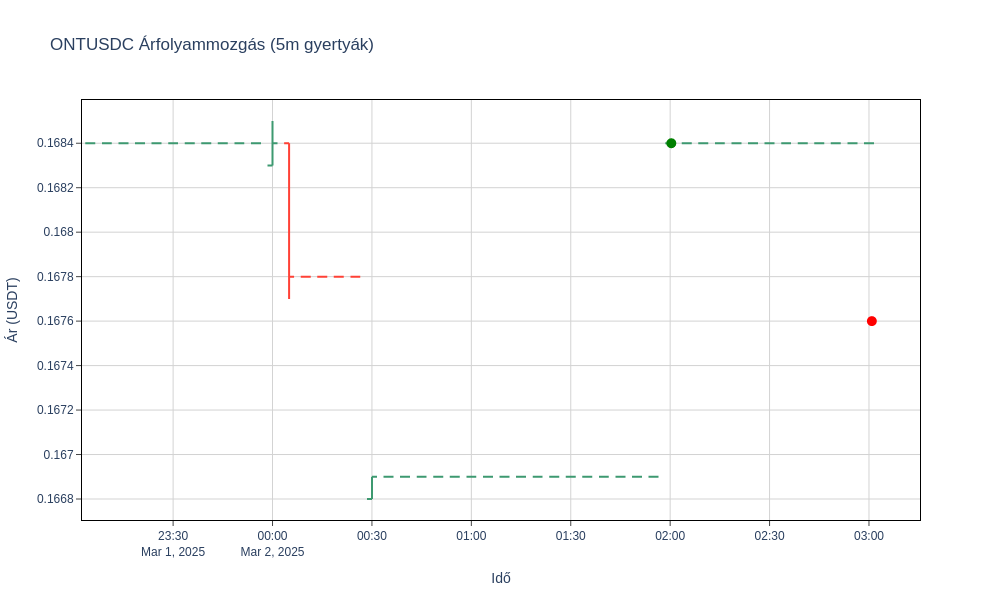 ONTUSDC Árfolyammozgás (5m gyertyák)
Ár (USDT)
0.1684
0.1682
0.168
0.1678
0.1676
0.1674
0.1672
0.167
0.1668
23:30 00:00 00:30 01:00 01:30 02:00 02:30 03:00
Mar 1, 2025 Mar 2, 2025
Idő